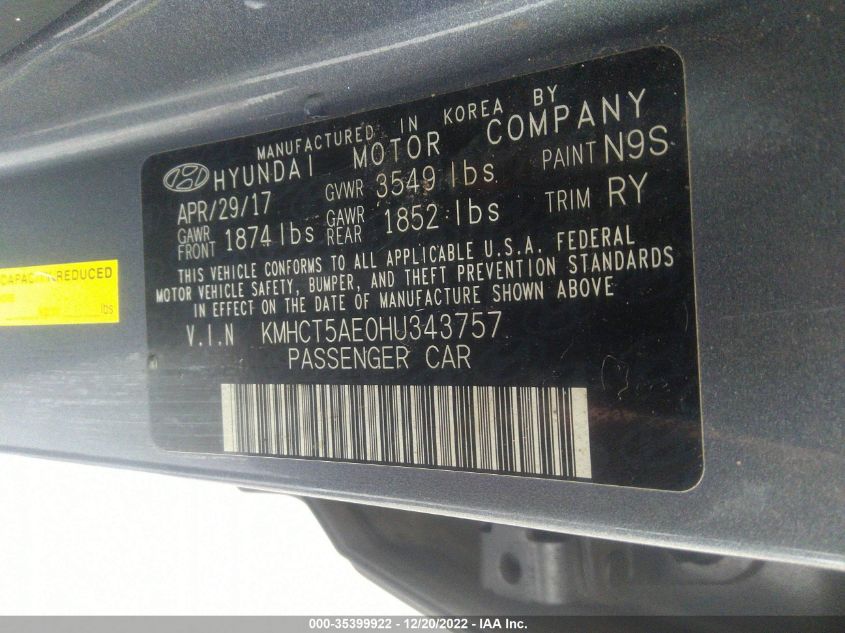 MANUFACTURED IN KOREA BY
HYUNDAI MOTOR COMPANY
APR/29/17 GVWR 3549 lbs PAINT N9S
GAWR FRONT 1874 lbs GAWR REAR 1852 lbs TRIM RY
THIS VEHICLE CONFORMS TO ALL APPLICABLE U.S.A. FEDERAL
MOTOR VEHICLE SAFETY, BUMPER, AND THEFT PREVENTION STANDARDS
IN EFFECT ON THE DATE OF MANUFACTURE SHOWN ABOVE
V.I.N KMHCT5AE0HU343757
PASSENGER CAR
REDUCED
lbs
000-35399922 - 12/20/2022 - IAA Inc.